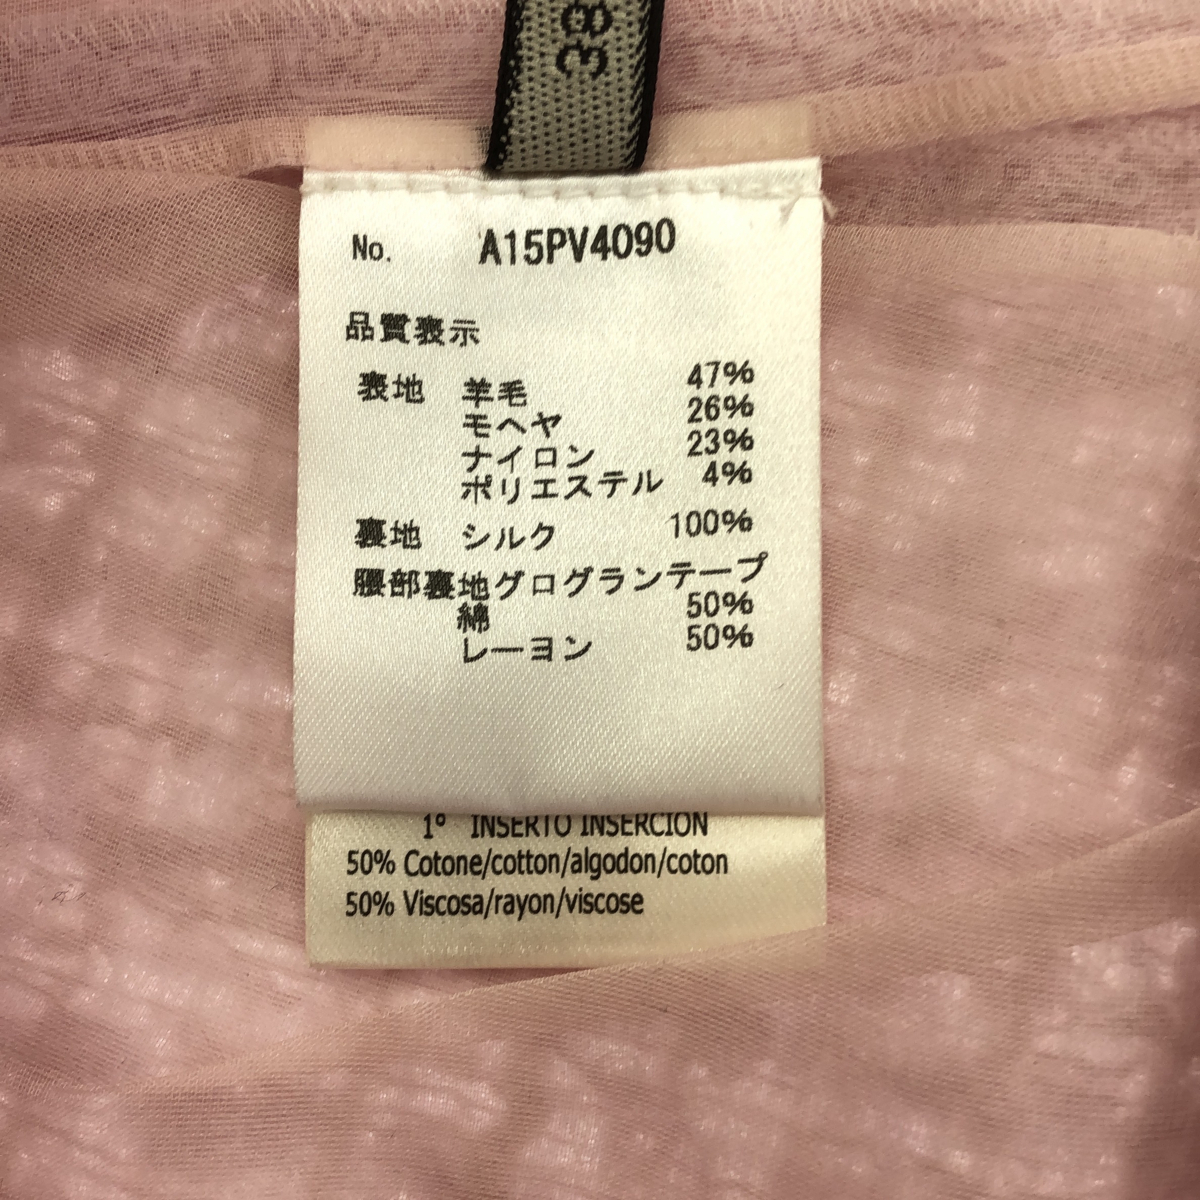 38
No. A15PV4090
品質表示
表地 羊毛 47%
モヘヤ 26%
ナイロン 23%
ポリエステル 4%
裏地 シルク 100%
腰部裏地グログランテープ
綿 50%
レーヨン 50%
1º INSERTO INSERCION
50% Cotone/cotton/algodon/coton
50% Viscosa/rayon/viscose